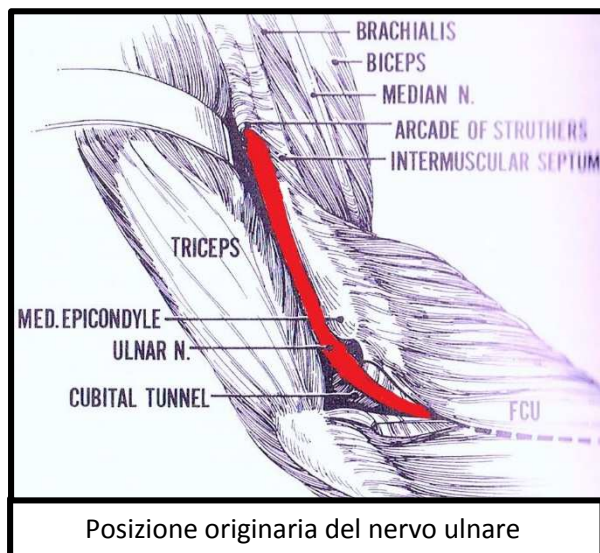 BRACHIALIS
BICEPS
MEDIAN N.
ARCADE OF STRUTHERS
INTERMUSCULAR SEPTUM
TRICEPS
MED. EPICONDYLE
ULNAR N.
CUBITAL TUNNEL
FCU
Posizione originaria del nervo ulnare